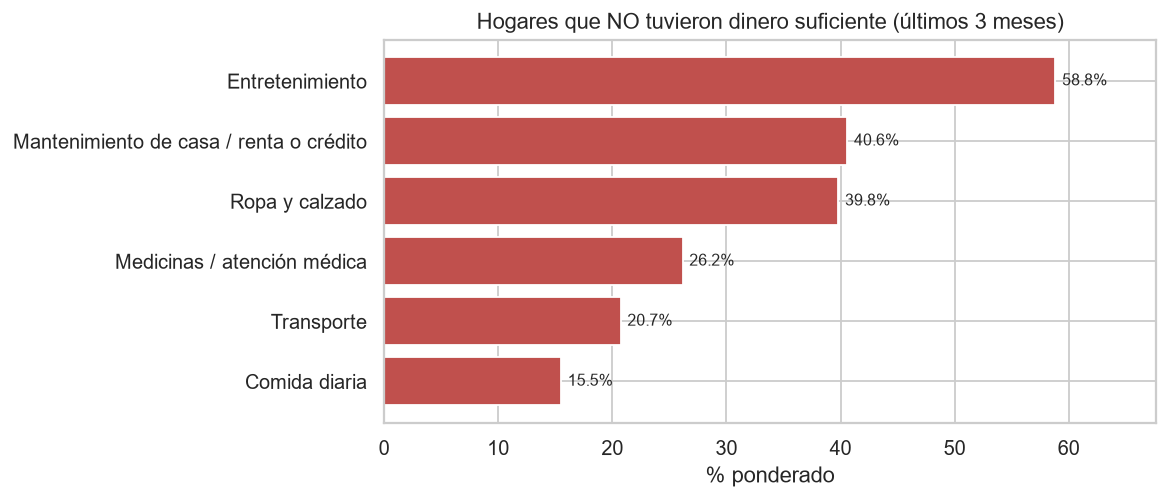 Hogares que NO tuvieron dinero suficiente (últimos 3 meses)
Entretenimiento 58.8%
Mantenimiento de casa / renta o crédito 40.6%
Ropa y calzado 39.8%
Medicinas / atención médica 26.2%
Transporte 20.7%
Comida diaria 15.5%
0 10 20 30 40 50 60
% ponderado